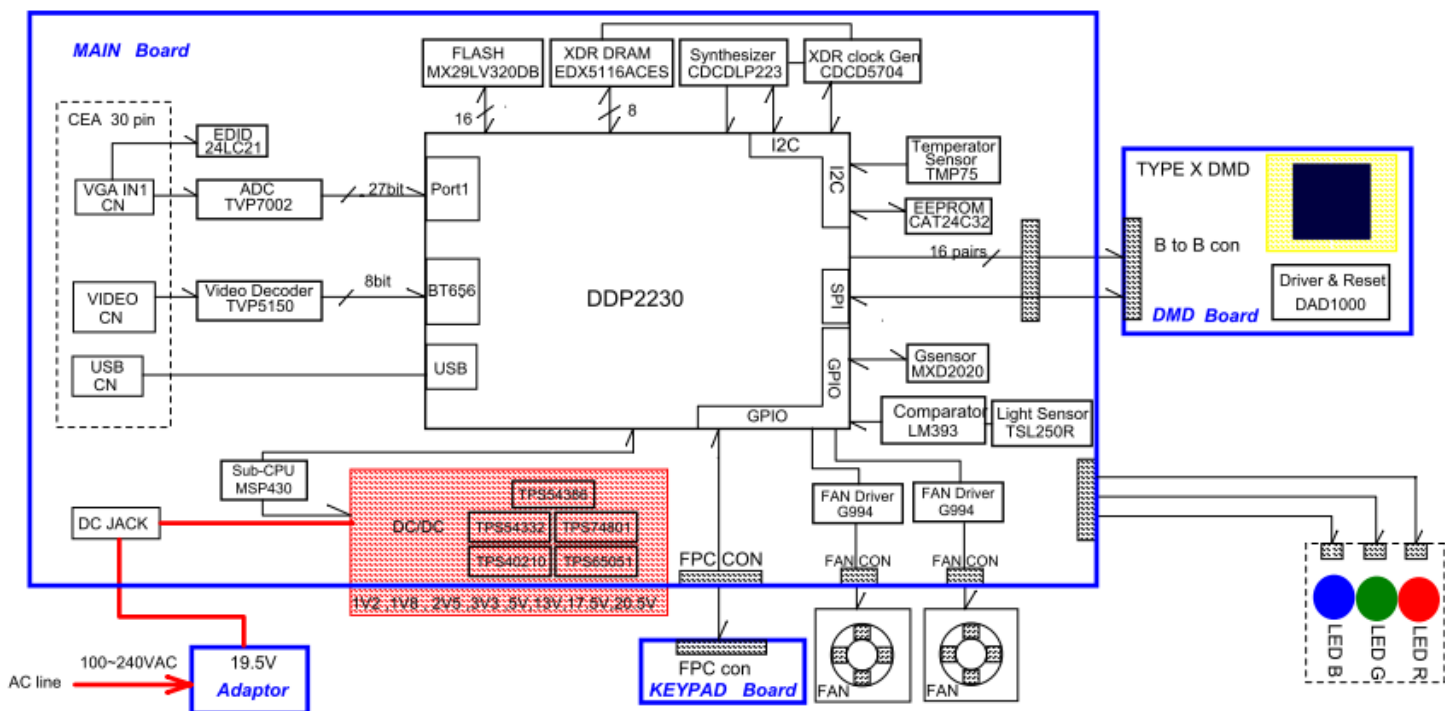 MAIN Board
FLASH
MX29LV320DB
XDR DRAM
EDX5116ACES
Synthesizer
CDCDLP223
XDR clock Gen
CDCD5704
16
8
CEA 30 pin
EDID
24LC21
VGA IN1
CN
ADC
TVP7002
27bit
Port1
I2C
I2C
Temperator
Sensor
TMP75
EEPROM
CAT24C32
16 pairs
VIDEO
CN
Video Decoder
TVP5150
8bit
BT656
DDP2230
SPI
USB
CN
USB
GPIO
GPIO
Gsensor
MXD2020
Comparator
LM393
Light Sensor
TSL250R
TYPE X DMD
B to B con
Driver & Reset
DAD1000
DMD Board
Sub-CPU
MSP430
DC JACK
DC/DC
TPS54386
TPS54332
TPS74801
TPS40210
TPS65051
1V2 ,1V8 , 2V5 ,3V3 ,5V,13V,17.5V,20.5V
FAN Driver
G994
FAN Driver
G994
FPC CON
FAN CON
FAN CON
FPC con
KEYPAD Board
FAN
FAN
LED B
LED G
LED R
100~240VAC
AC line
19.5V
Adaptor